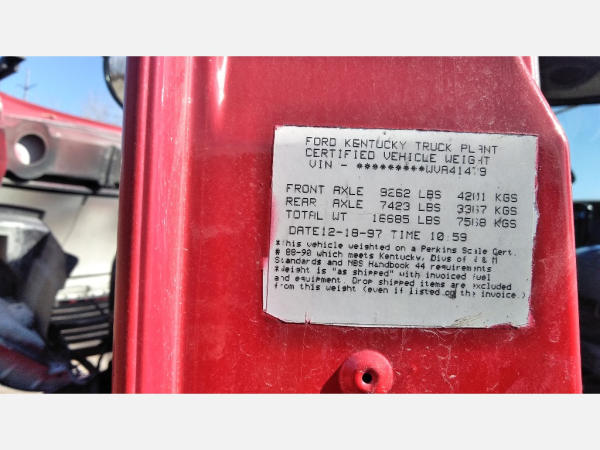 FORD KENTUCKY TRUCK PLANT
CERTIFIED VEHICLE WEIGHT
VIN - *********WVA41479
FRONT AXLE 9262 LBS 4201 KGS
REAR AXLE 7423 LBS 3367 KGS
TOTAL WT 16685 LBS 7568 KGS
DATE12-18-97 TIME 10:59
*This vehicle weighted on a Perkins Scale Cert.
# 88-90 which meets Kentucky, Divs of W & M
Standards and NBS Handbook 44 requirements
*Weight is "as shipped" with invoiced fuel
and equipment. Drop shipped items are excluded
from this weight (even if listed on the invoice.)